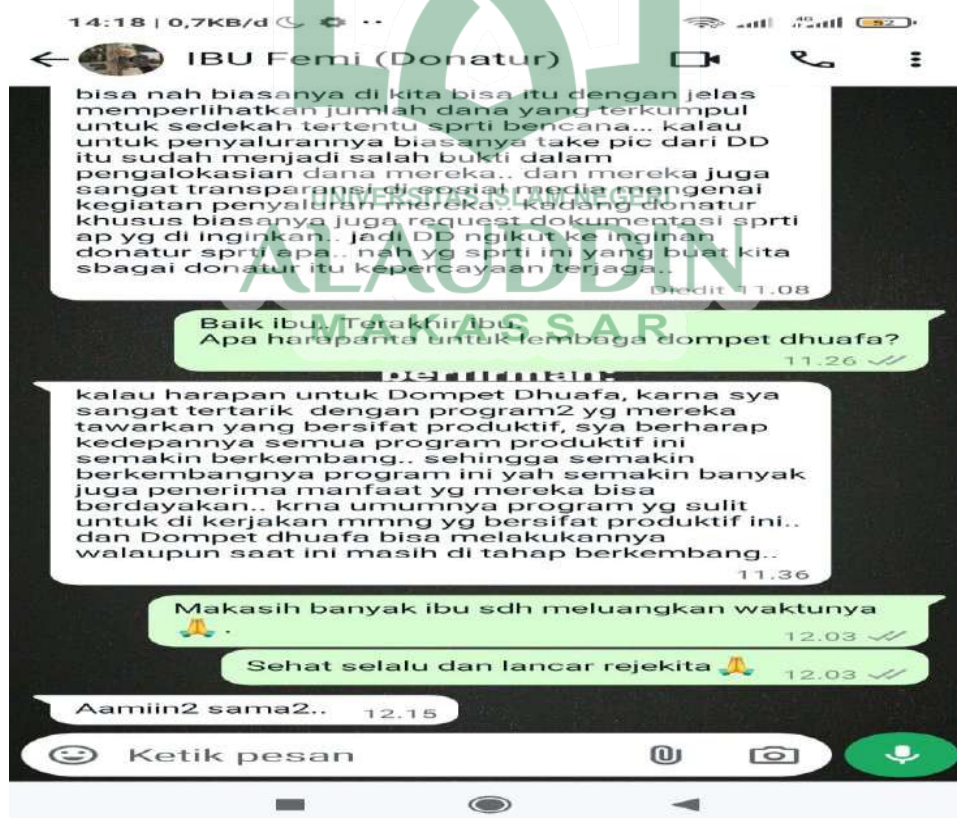 14:18 | 0,7KB/d
4G
52
IBU Femi (Donatur)
bisa nah biasanya di kita bisa itu dengan jelas
memperlihatkan jumlah dana yang terkumpul
untuk sedekah tertentu sprti bencana... kalau
untuk penyalurannya biasanya take pic dari DD
itu sudah menjadi salah bukti dalam
pengalokasian dana mereka.. dan mereka juga
sangat transparansi di sosial media mengenai
kegiatan penyaluran mereka.. kadang donatur
khusus biasanya juga request dokumentasi sprti
ap yg di inginkan.. jadi DD ngikut ke inginan
donatur sprti apa.. nah yg sprti ini yang buat kita
sbagai donatur itu kepercayaan terjaga..
Diedit 11.08
UNIVERSITAS ISLAM NEGERI
ALAUDDIN
MAKASSAR
Baik ibu.. Terakhir ibu,
Apa harapanta untuk lembaga dompet dhuafa?
11.26
berfirman:
kalau harapan untuk Dompet Dhuafa, karna sya
sangat tertarik dengan program2 yg mereka
tawarkan yang bersifat produktif, sya berharap
kedepannya semua program produktif ini
semakin berkembang.. sehingga semakin
berkembangnya program ini yah semakin banyak
juga penerima manfaat yg mereka bisa
berdayakan.. krna umumnya program yg sulit
untuk di kerjakan mmng yg bersifat produktif ini..
dan Dompet dhuafa bisa melakukannya
walaupun saat ini masih di tahap berkembang..
11.36
Makasih banyak ibu sdh meluangkan waktunya
🙏 .
12.03
Sehat selalu dan lancar rejekita 🙏
12.03
Aamiin2 sama2.. 12.15
Ketik pesan